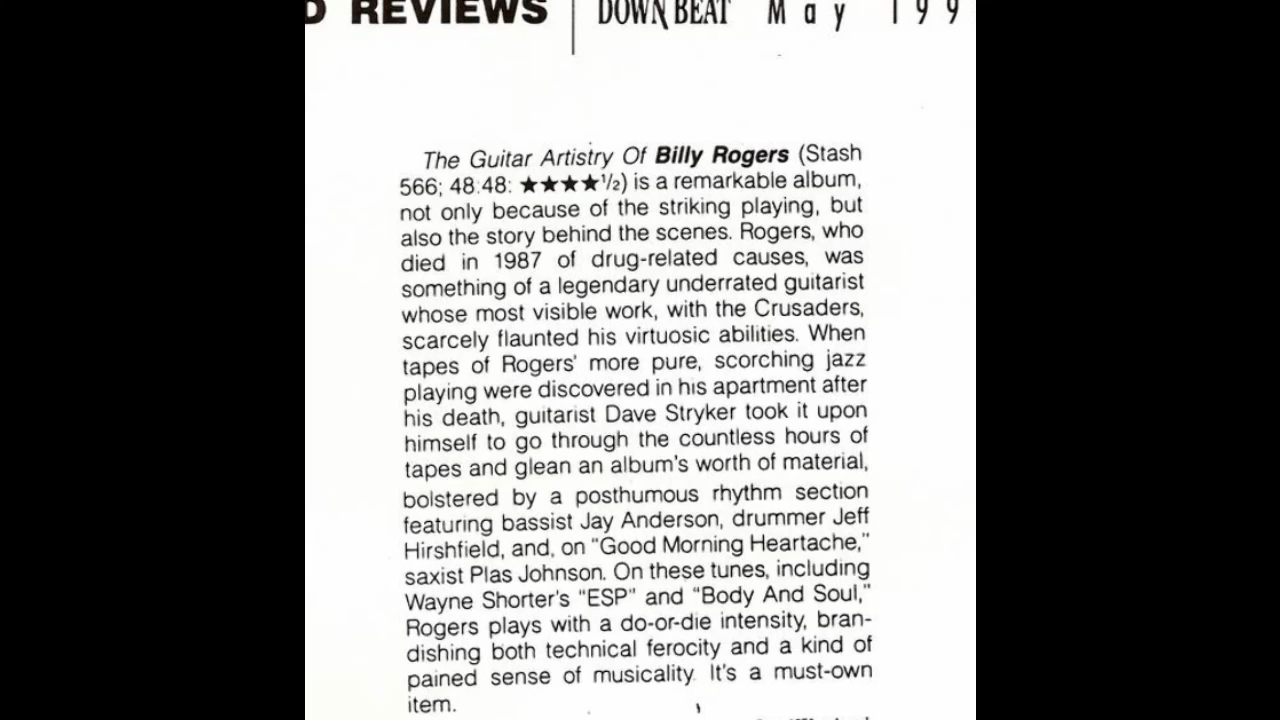 D REVIEWS DOWN BEAT May 199
The Guitar Artistry Of Billy Rogers (Stash
566; 48:48: ★★★★1/2) is a remarkable album,
not only because of the striking playing, but
also the story behind the scenes. Rogers, who
died in 1987 of drug-related causes, was
something of a legendary underrated guitarist
whose most visible work, with the Crusaders,
scarcely flaunted his virtuosic abilities. When
tapes of Rogers' more pure, scorching jazz
playing were discovered in his apartment after
his death, guitarist Dave Stryker took it upon
himself to go through the countless hours of
tapes and glean an album's worth of material,
bolstered by a posthumous rhythm section
featuring bassist Jay Anderson, drummer Jeff
Hirshfield, and, on "Good Morning Heartache,"
saxist Plas Johnson. On these tunes, including
Wayne Shorter's "ESP" and "Body And Soul,"
Rogers plays with a do-or-die intensity, bran-
dishing both technical ferocity and a kind of
pained sense of musicality. It's a must-own
item.